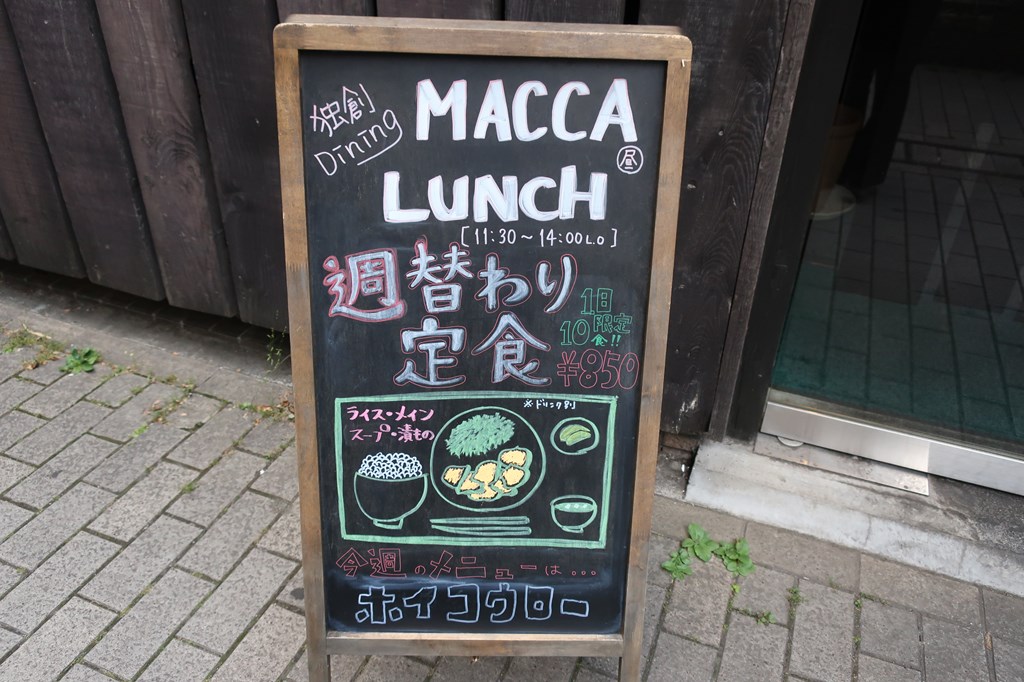 独創
Dining
MACCA
昼
LUNCH
[11:30～14:00L.O]
週替わり
定食
1日
10食限定!!
¥850
※ドリンク別
ライス・メイン
スープ・漬もの
今週のメニューは...
ホイコウロー